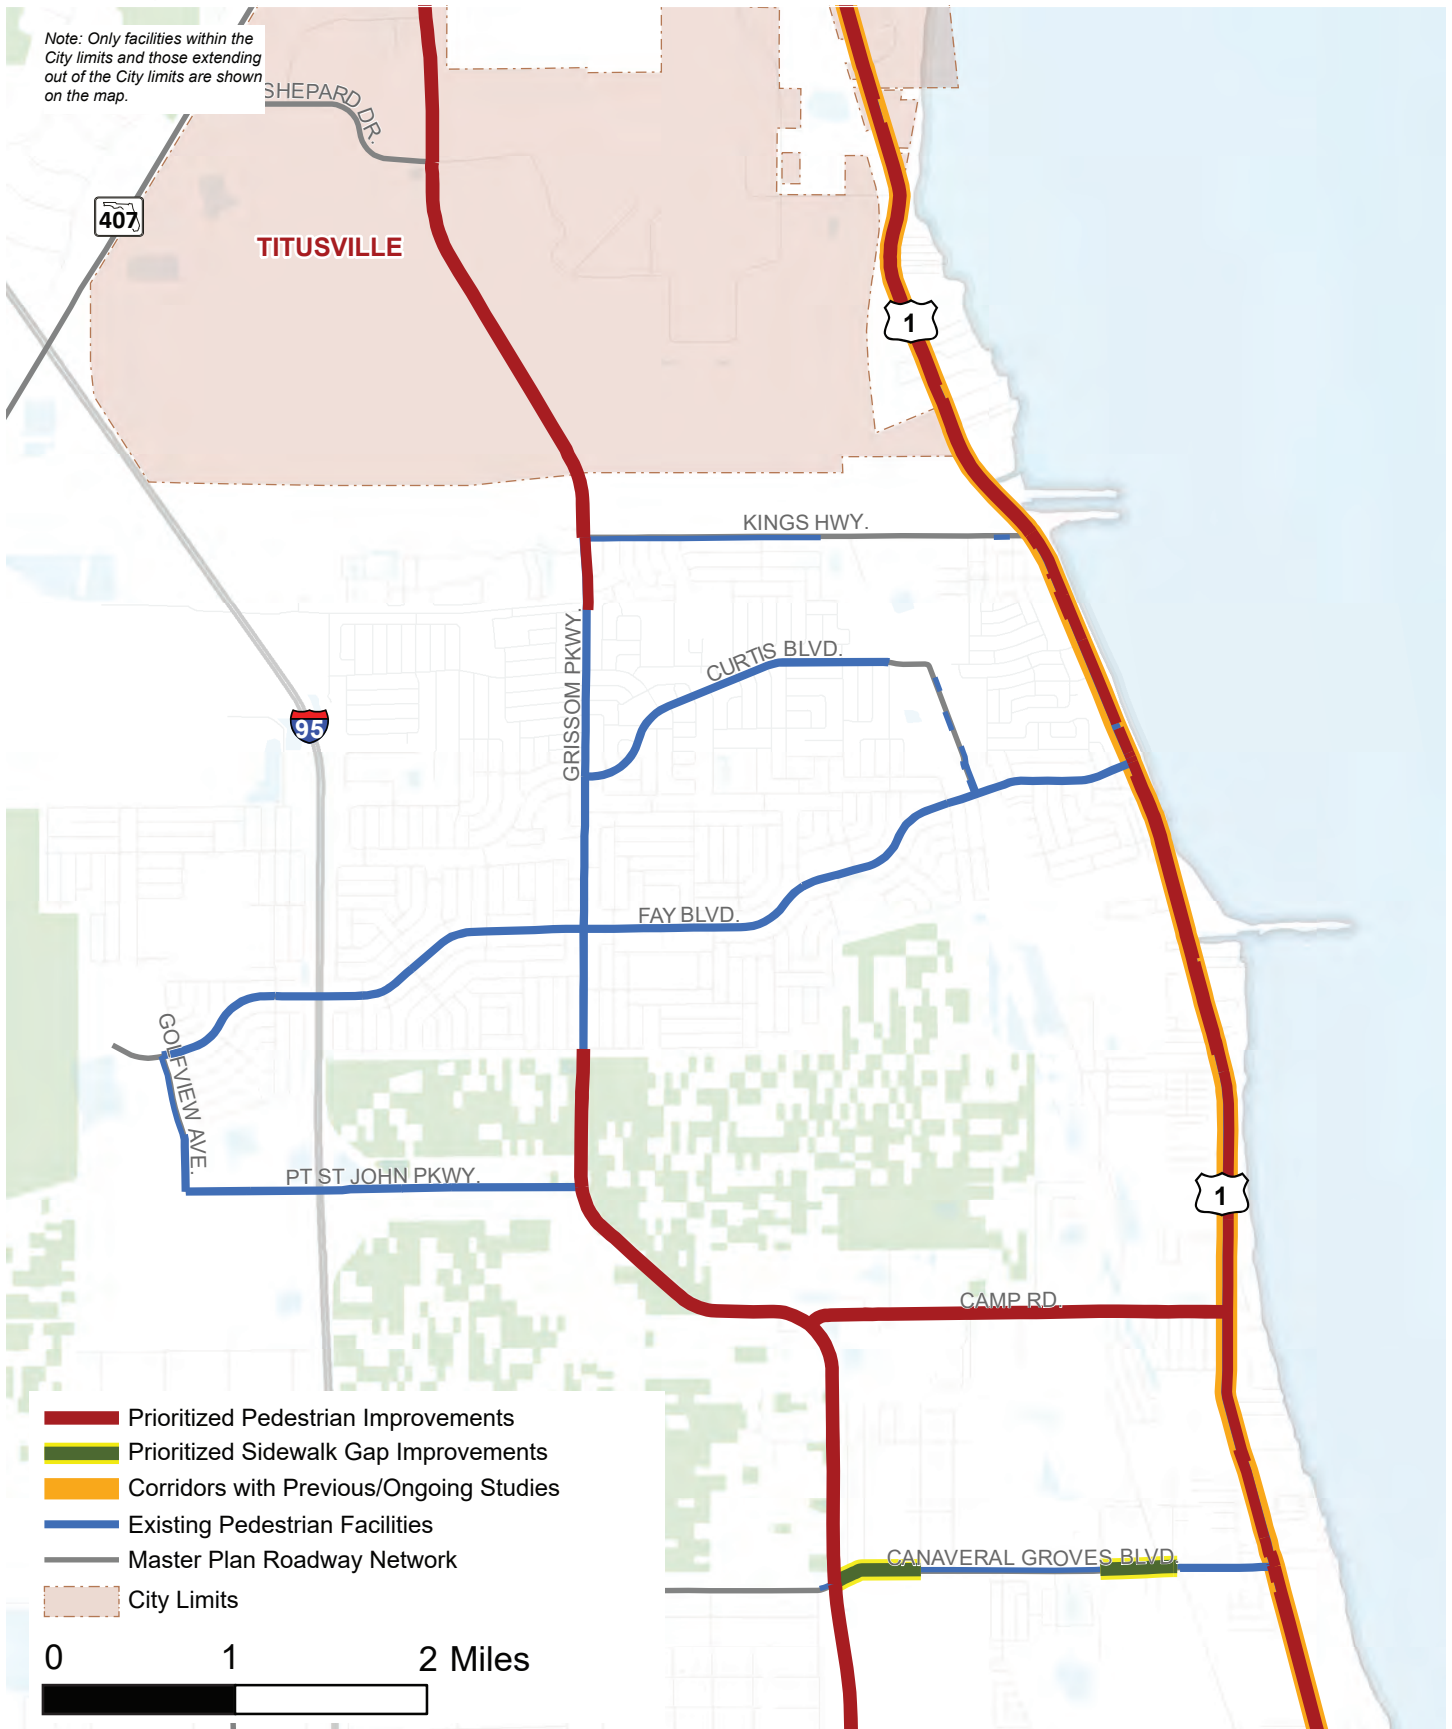 Note: Only facilities within the
City limits and those extending
out of the City limits are shown
on the map.
SHEPARD DR.
407
TITUSVILLE
1
KINGS HWY.
GRISSOM PKWY.
CURTIS BLVD.
95
FAY BLVD.
GOLFVIEW AVE.
PT ST JOHN PKWY.
1
CAMP RD.
CANAVERAL GROVES BLVD.
Prioritized Pedestrian Improvements
Prioritized Sidewalk Gap Improvements
Corridors with Previous/Ongoing Studies
Existing Pedestrian Facilities
Master Plan Roadway Network
City Limits
0 1 2 Miles